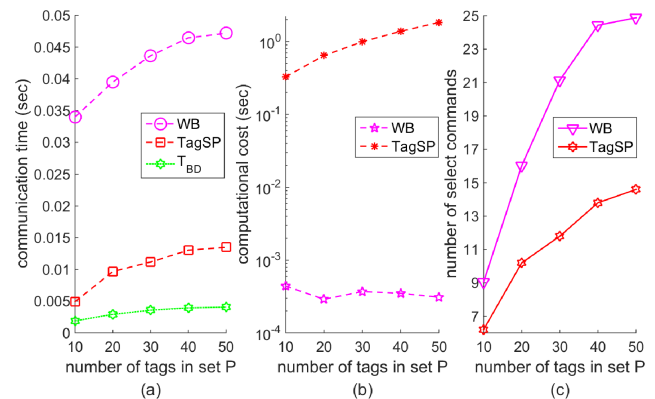 0.05
0.045
0.04
0.035
0.03
0.025
0.02
0.015
0.01
0.005
0
communication time (sec)
WB
TagSP
T_BD
10 20 30 40 50
number of tags in set P
(a)
10^0
10^-1
10^-2
10^-3
10^-4
computational cost (sec)
WB
TagSP
10 20 30 40 50
number of tags in set P
(b)
25
23
21
19
17
15
13
11
9
7
number of select commands
WB
TagSP
10 20 30 40 50
number of tags in set P
(c)